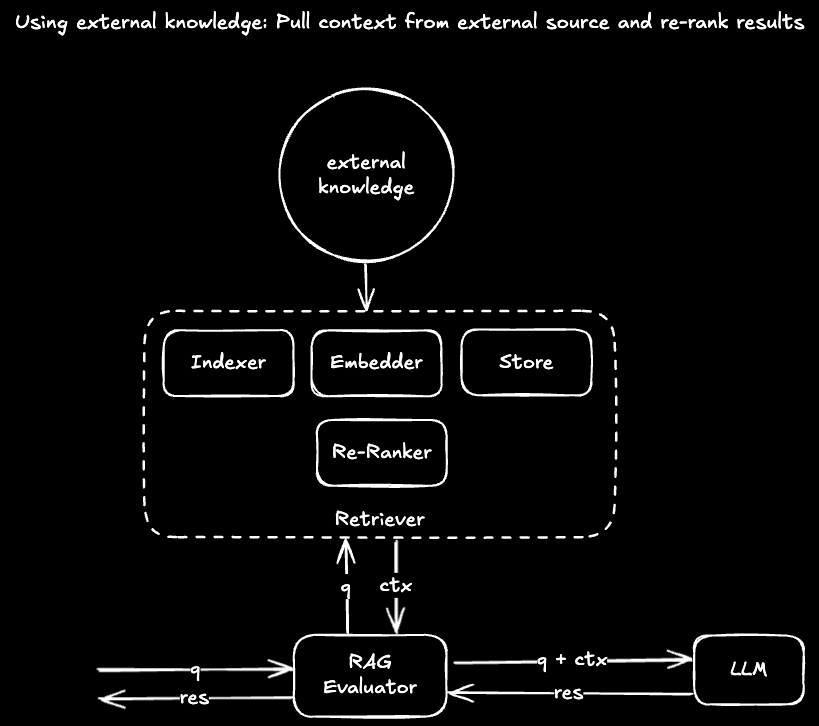 Using external knowledge: Pull context from external source and re-rank results
external
knowledge
Indexer
Embedder
Store
Re-Ranker
Retriever
q
ctx
RAG
Evaluator
q
res
q + ctx
res
LLM